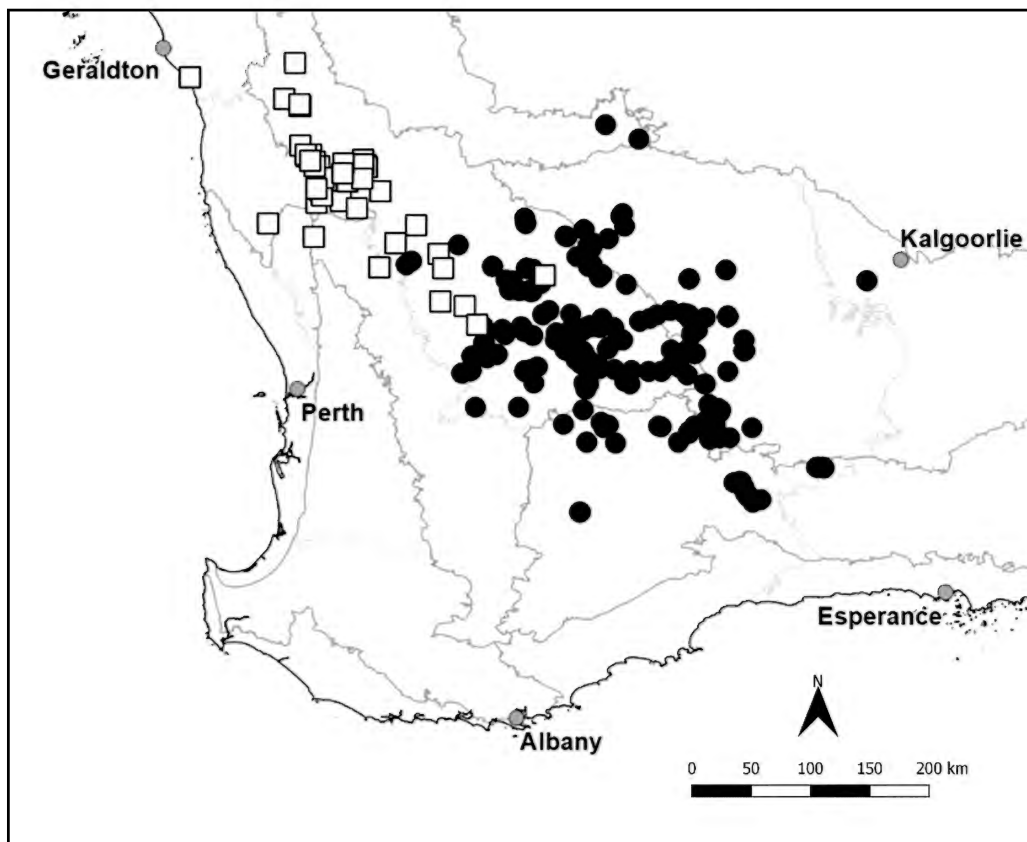 Geraldton
Kalgoorlie
Perth
Esperance
Albany
N
0 50 100 150 200 km